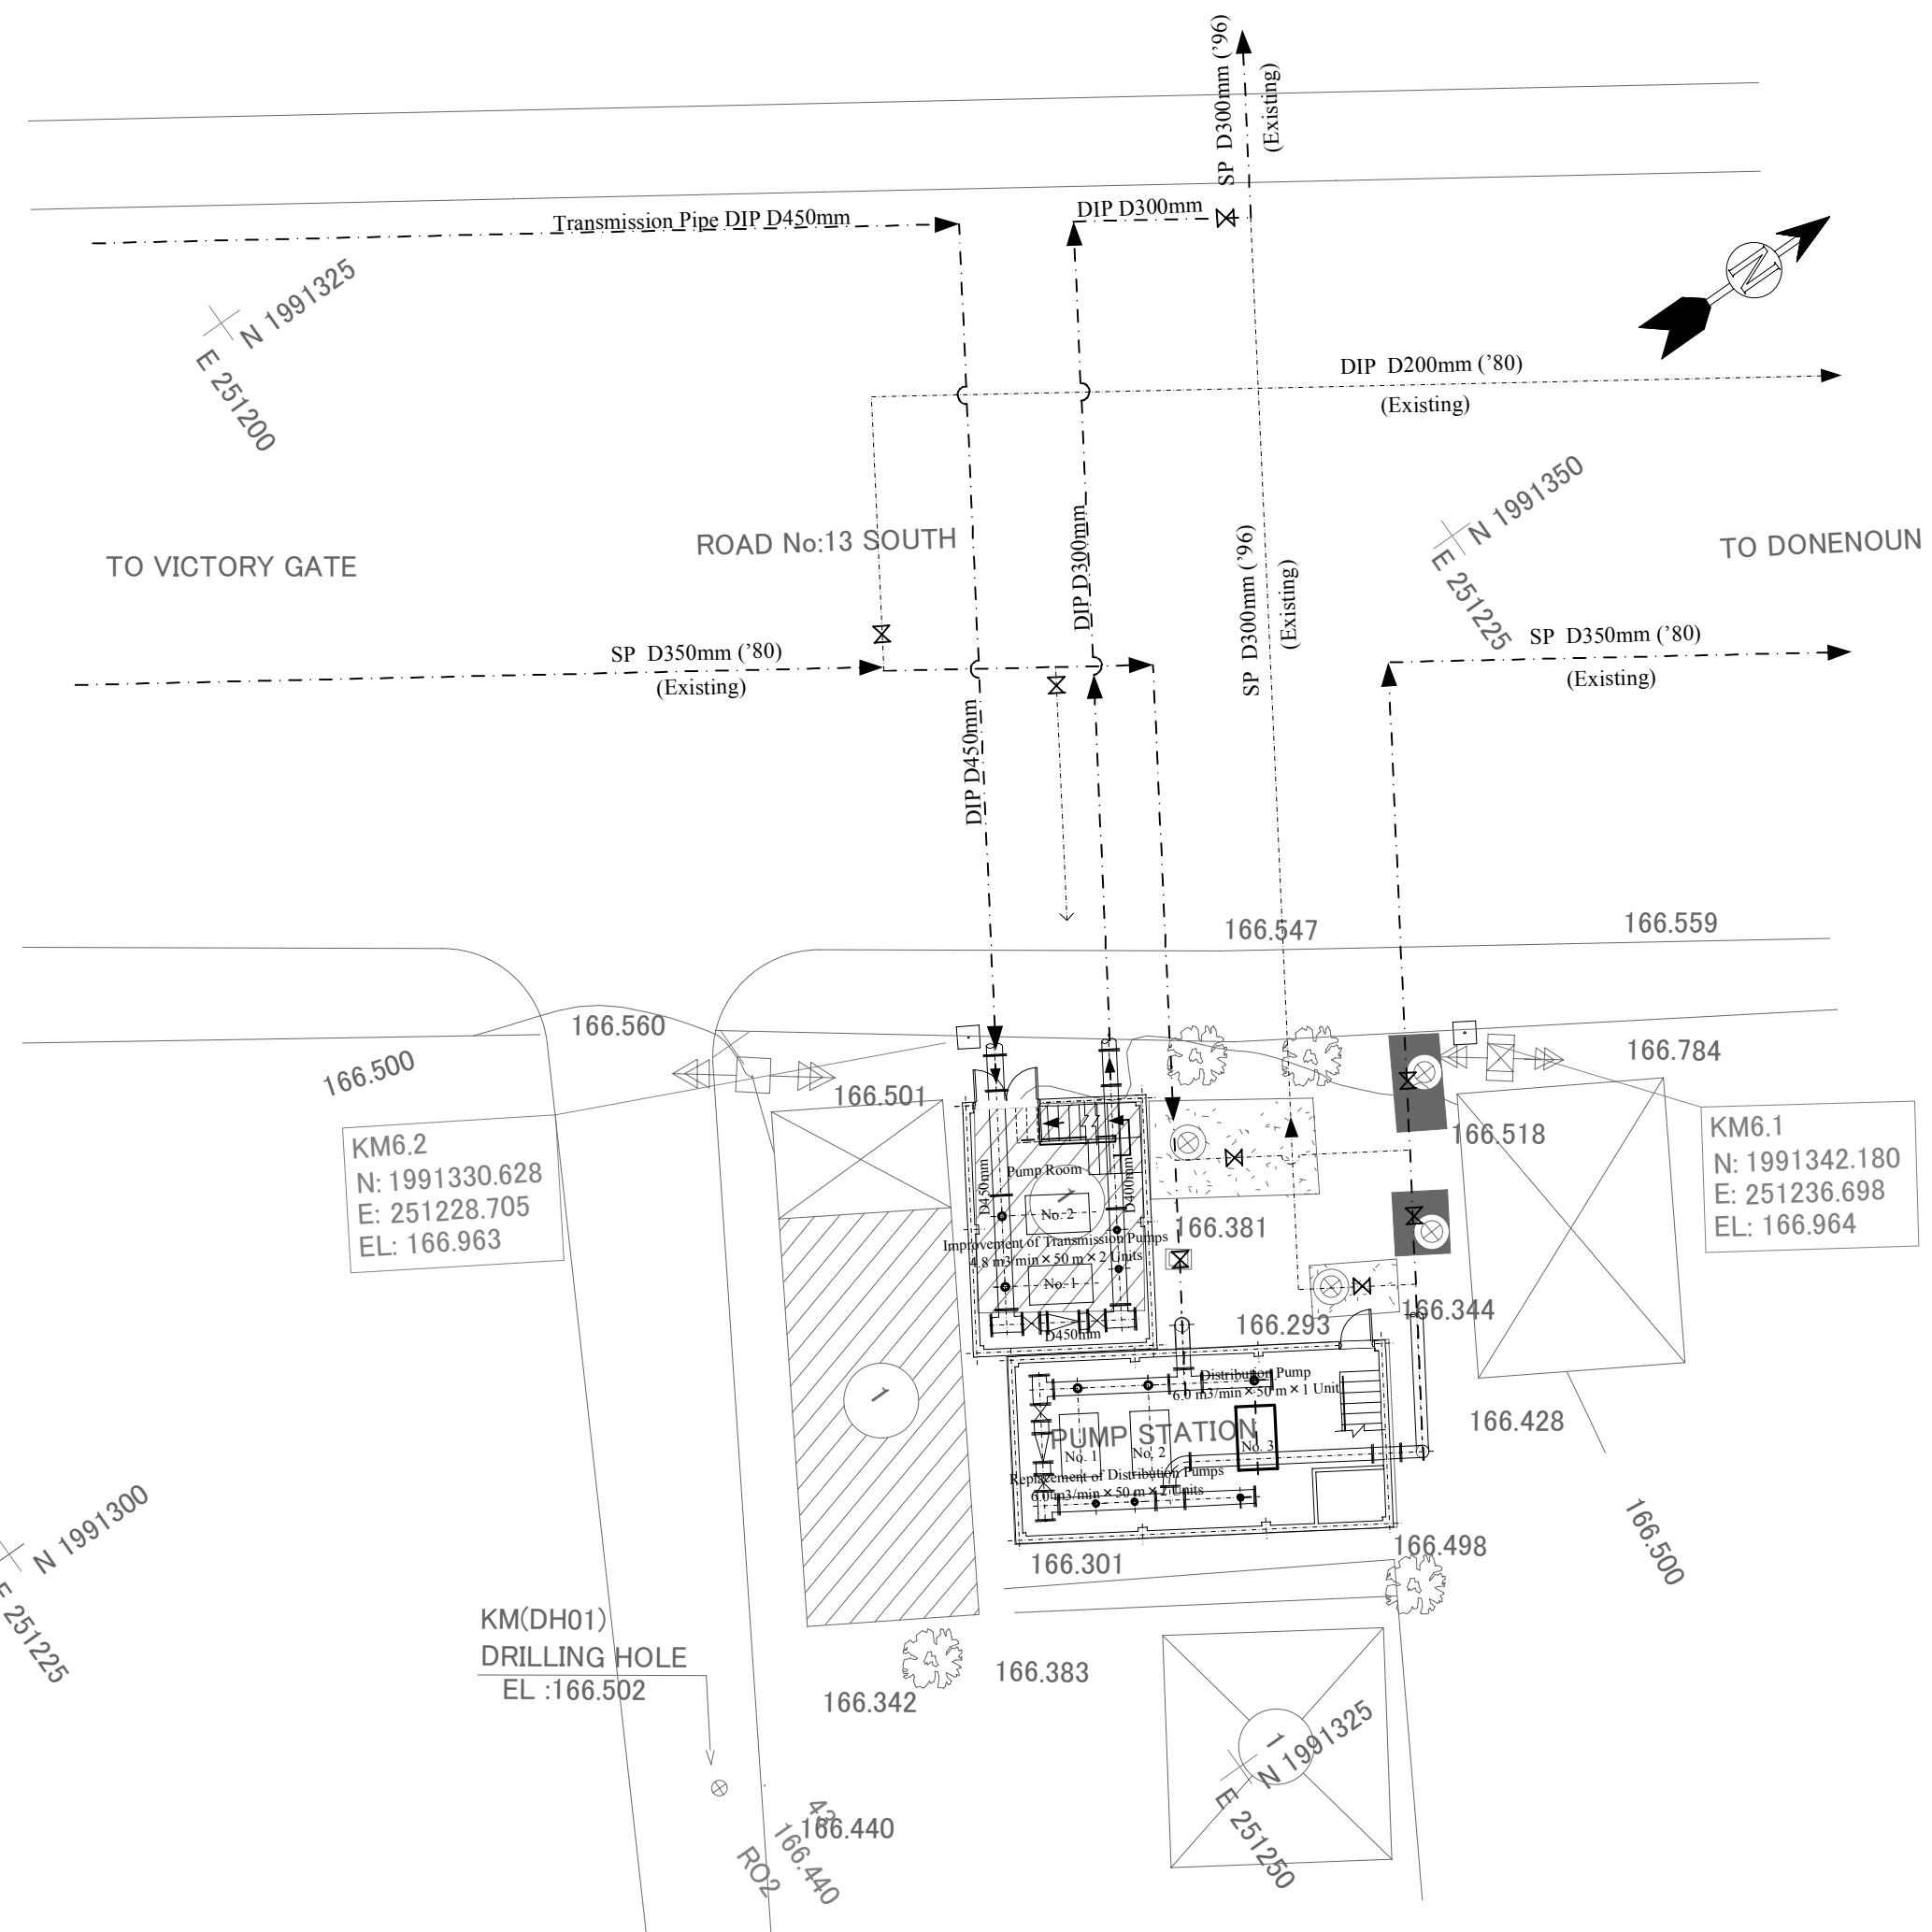 SP D300mm ('96)
(Existing)
Transmission Pipe DIP D450mm
DIP D300mm
N
N 1991325
E 251200
DIP D200mm ('80)
(Existing)
N 1991350
E 251225
TO VICTORY GATE
ROAD No:13 SOUTH
DIP D300mm
SP D300mm ('96)
(Existing)
TO DONENOUN
SP D350mm ('80)
(Existing)
SP D350mm ('80)
(Existing)
DIP D450mm
166.547
166.559
166.560
166.500
166.501
166.784
166.518
KM6.2
N: 1991330.628
E: 251228.705
EL: 166.963
KM6.1
N: 1991342.180
E: 251236.698
EL: 166.964
Pump Room
D450mm
D400mm
1
No. 2
166.381
Improvement of Transmission Pumps
4.8 m3/min×50 m×2 Units
No. 1
D450mm
166.293
166.344
Distribution Pump
6.0 m3/min×50 m×1 Unit
1
PUMP STATION
No. 1
No. 2
No. 3
166.428
Replacement of Distribution Pumps
6.0 m3/min×50 m×2 Units
N 1991300
E 251225
166.301
166.498
166.500
KM(DH01)
DRILLING HOLE
EL :166.502
166.383
166.342
1
N 1991325
E 251250
43
166.440
166.440
RO2